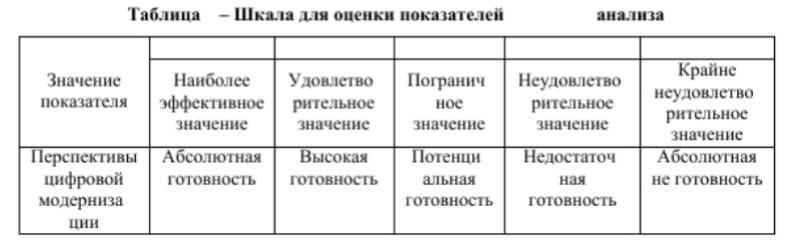 Таблица – Шкала для оценки показателей анализа
Значение
показателя
Наиболее
эффективное
значение
Удовлетво
рительное
значение
Погранич
ное
значение
Неудовлетво
рительное
значение
Крайне
неудовлетво
рительное
значение
Перспективы
цифровой
модерниза
ции
Абсолютная
готовность
Высокая
готовность
Потенци
альная
готовность
Недостаточ
ная
готовность
Абсолютная
не готовность